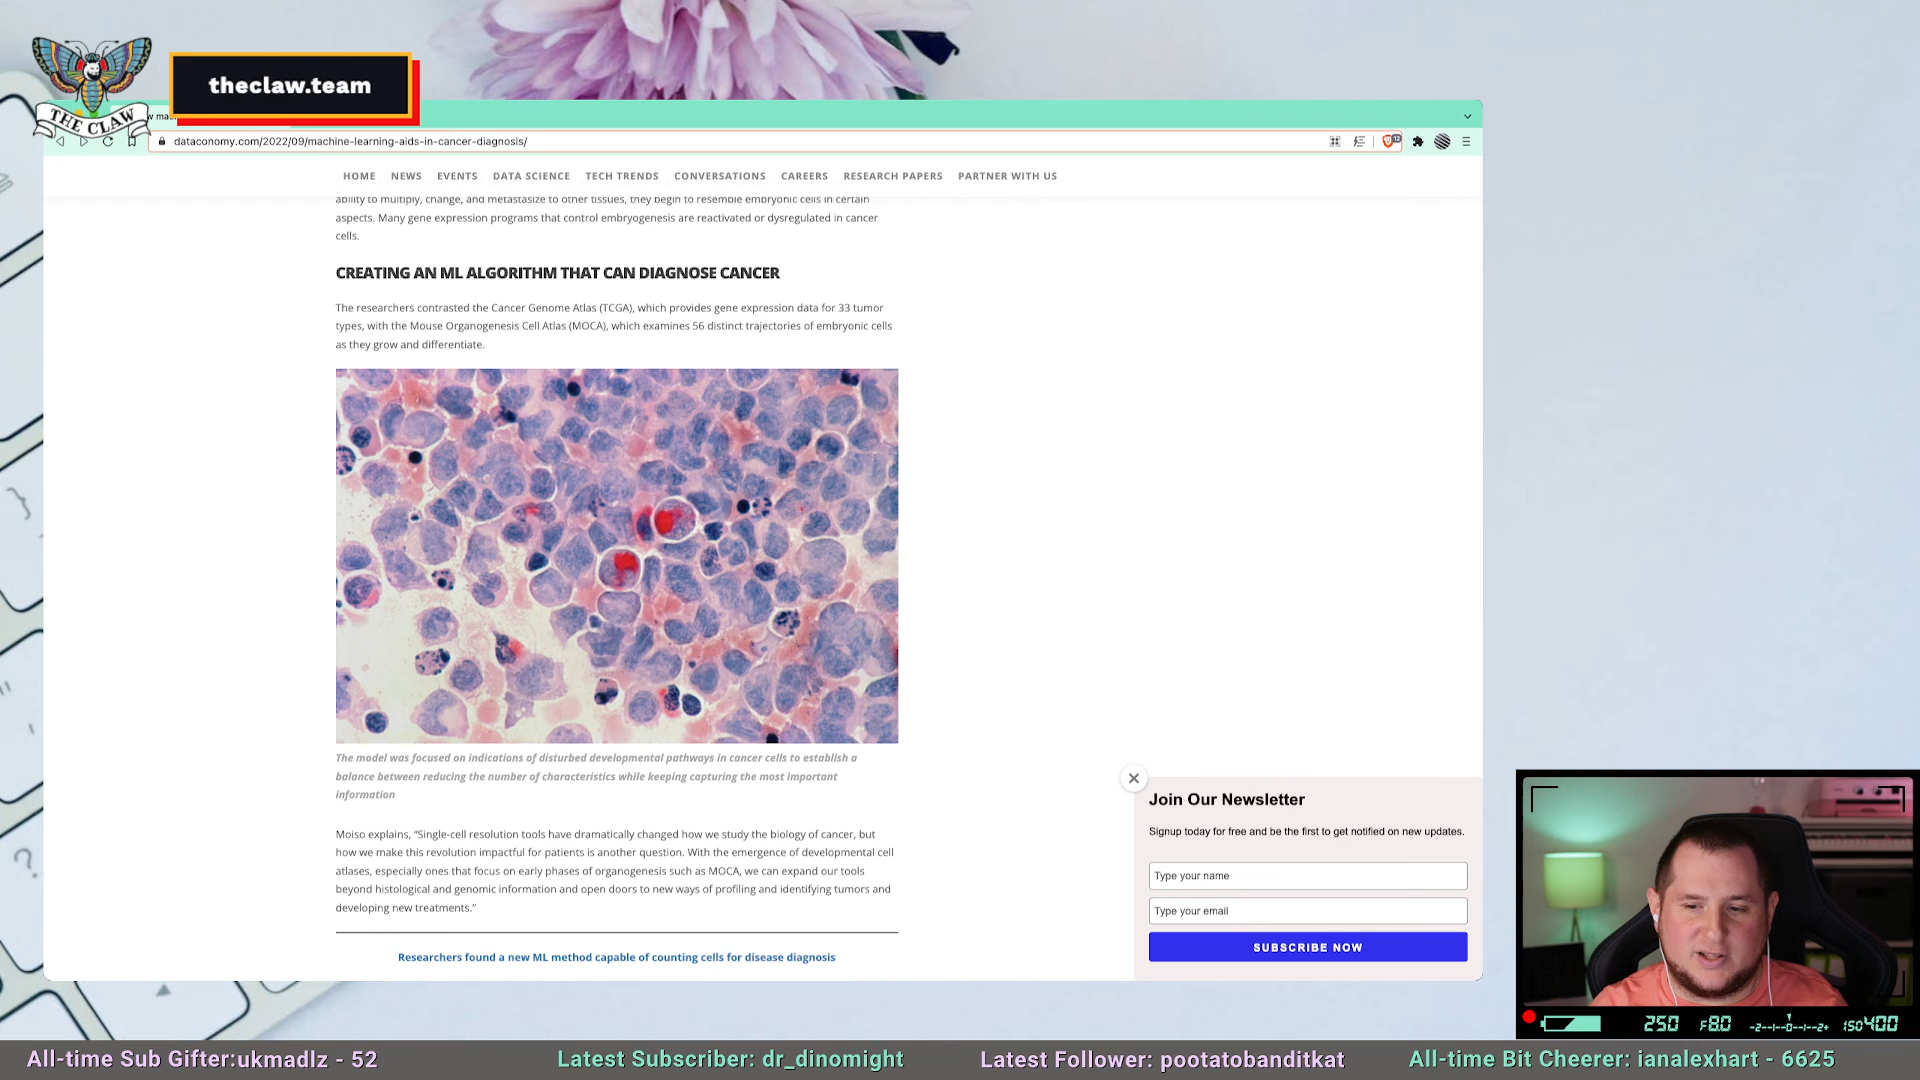 THE CLAW
theclaw.team
dataconomy.com/2022/09/machine-learning-aids-in-cancer-diagnosis/
HOME NEWS EVENTS DATA SCIENCE TECH TRENDS CONVERSATIONS CAREERS RESEARCH PAPERS PARTNER WITH US
ability to multiply, change, and metastasize to other tissues, they begin to resemble embryonic cells in certain
aspects. Many gene expression programs that control embryogenesis are reactivated or dysregulated in cancer
cells.
CREATING AN ML ALGORITHM THAT CAN DIAGNOSE CANCER
The researchers contrasted the Cancer Genome Atlas (TCGA), which provides gene expression data for 33 tumor
types, with the Mouse Organogenesis Cell Atlas (MOCA), which examines 56 distinct trajectories of embryonic cells
as they grow and differentiate.
The model was focused on indications of disturbed developmental pathways in cancer cells to establish a
balance between reducing the number of characteristics while keeping capturing the most important
information
Moiso explains, “Single-cell resolution tools have dramatically changed how we study the biology of cancer, but
how we make this revolution impactful for patients is another question. With the emergence of developmental cell
atlases, especially ones that focus on early phases of organogenesis such as MOCA, we can expand our tools
beyond histological and genomic information and open doors to new ways of profiling and identifying tumors and
developing new treatments.”
Researchers found a new ML method capable of counting cells for disease diagnosis
Join Our Newsletter
Signup today for free and be the first to get notified on new updates.
Type your name
Type your email
SUBSCRIBE NOW
250 F8.0 -2--1--0--1--2+ ISO400
All-time Sub Gifter:ukmadlz - 52
Latest Subscriber: dr_dinomight
Latest Follower: pootatobanditkat
All-time Bit Cheerer: ianalexhart - 6625